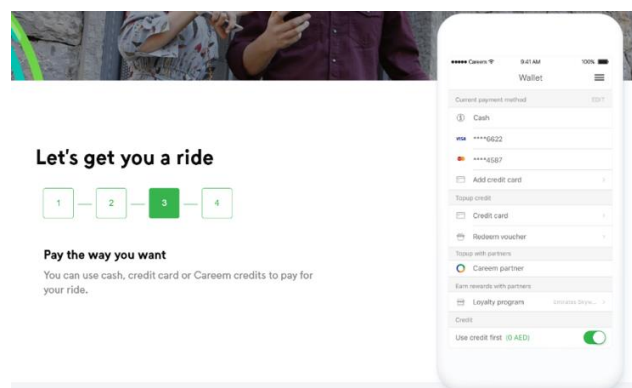 Let's get you a ride
1
2
3
4
Pay the way you want
You can use cash, credit card or Careem credits to pay for
your ride.
Careem 9:41 AM 100%
Wallet
Current payment method EDIT
Cash
VISA ****6622
****4587
Add credit card
Topup credit
Credit card
Redeem voucher
Topup with partners
Careem partner
Earn rewards with partners
Loyalty program Emirates Skyw...
Credit
Use credit first (0 AED)